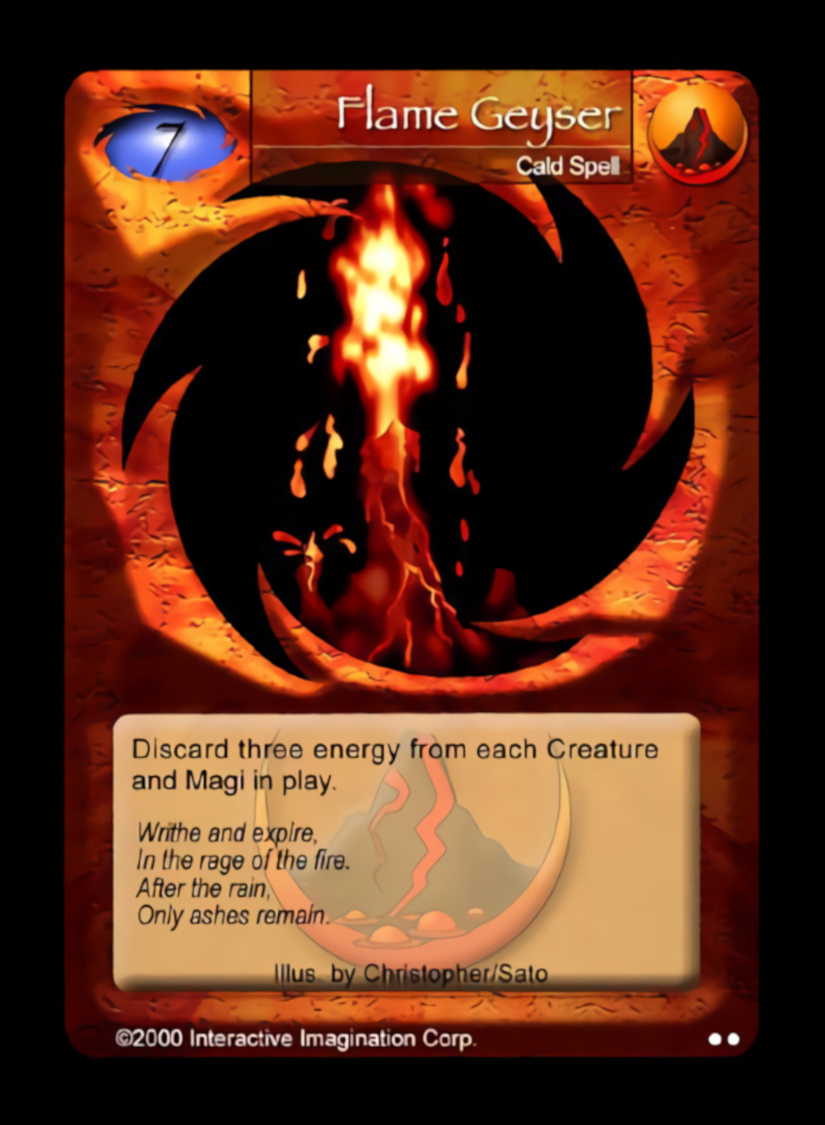 7
Flame Geyser
Cald Spell
Discard three energy from each Creature
and Magi in play.
Writhe and expire,
In the rage of the fire.
After the rain,
Only ashes remain.
Illus. by Christopher/Sato
©2000 Interactive Imagination Corp.